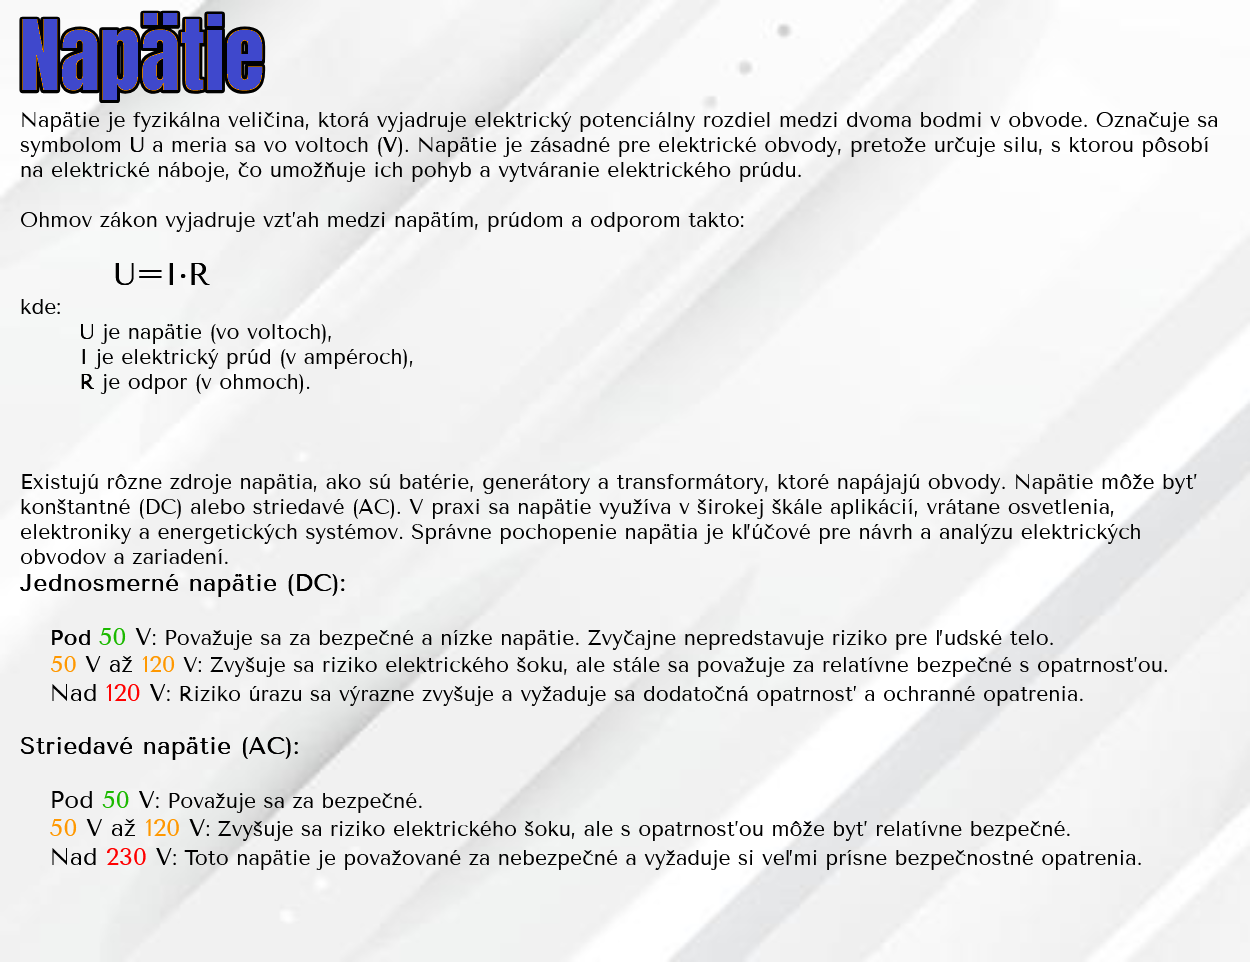 Napätie
Napätie je fyzikálna veličina, ktorá vyjadruje elektrický potenciálny rozdiel medzi dvoma bodmi v obvode. Označuje sa
symbolom U a meria sa vo voltoch (V). Napätie je zásadné pre elektrické obvody, pretože určuje silu, s ktorou pôsobí
na elektrické náboje, čo umožňuje ich pohyb a vytváranie elektrického prúdu.
Ohmov zákon vyjadruje vzťah medzi napätím, prúdom a odporom takto:
U=I·R
kde:
U je napätie (vo voltoch),
I je elektrický prúd (v ampéroch),
R je odpor (v ohmoch).
Existujú rôzne zdroje napätia, ako sú batérie, generátory a transformátory, ktoré napájajú obvody. Napätie môže byť
konštantné (DC) alebo striedavé (AC). V praxi sa napätie využíva v širokej škále aplikácií, vrátane osvetlenia,
elektroniky a energetických systémov. Správne pochopenie napätia je kľúčové pre návrh a analýzu elektrických
obvodov a zariadení.
Jednosmerné napätie (DC):
Pod 50 V: Považuje sa za bezpečné a nízke napätie. Zvyčajne nepredstavuje riziko pre ľudské telo.
50 V až 120 V: Zvyšuje sa riziko elektrického šoku, ale stále sa považuje za relatívne bezpečné s opatrnosťou.
Nad 120 V: Riziko úrazu sa výrazne zvyšuje a vyžaduje sa dodatočná opatrnosť a ochranné opatrenia.
Striedavé napätie (AC):
Pod 50 V: Považuje sa za bezpečné.
50 V až 120 V: Zvyšuje sa riziko elektrického šoku, ale s opatrnosťou môže byť relatívne bezpečné.
Nad 230 V: Toto napätie je považované za nebezpečné a vyžaduje si veľmi prísne bezpečnostné opatrenia.